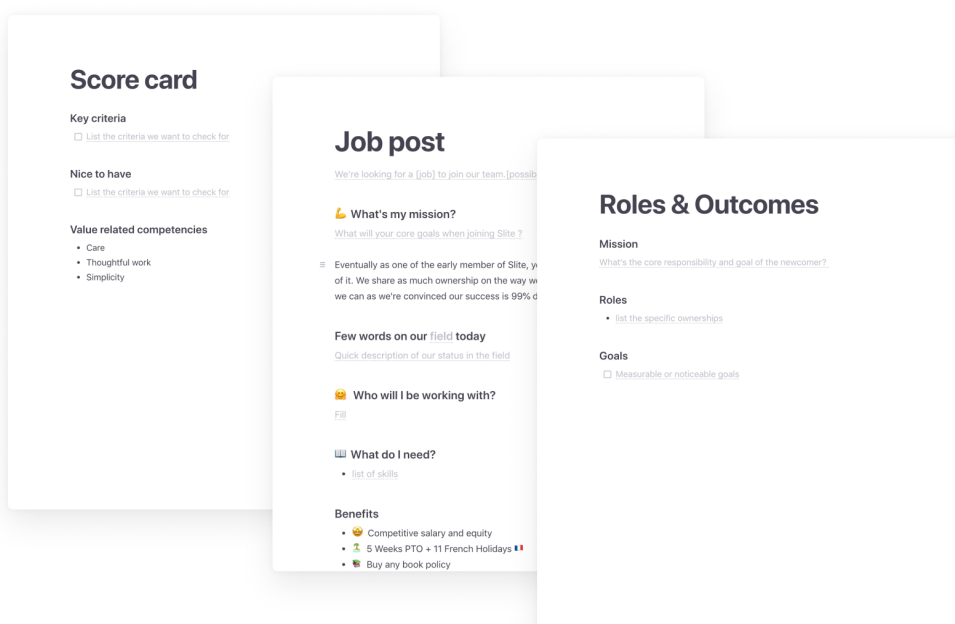 Score card
Key criteria
List the criteria we want to check for
Nice to have
List the criteria we want to check for
Value related competencies
• Care
• Thoughtful work
• Simplicity
Job post
We're looking for a [job] to join our team.[possib
💪 What's my mission?
What will your core goals when joining Slite ?
Eventually as one of the early member of Slite, y
of it. We share as much ownership on the way w
we can as we're convinced our success is 99% d
Few words on our field today
Quick description of our status in the field
🤗 Who will I be working with?
Fill
📖 What do I need?
• list of skills
Benefits
• 🤩 Competitive salary and equity
• 🏝 5 Weeks PTO + 11 French Holidays 🇫🇷
• 📚 Buy any book policy
Roles & Outcomes
Mission
What's the core responsibility and goal of the newcomer?
Roles
• list the specific ownerships
Goals
Measurable or noticeable goals